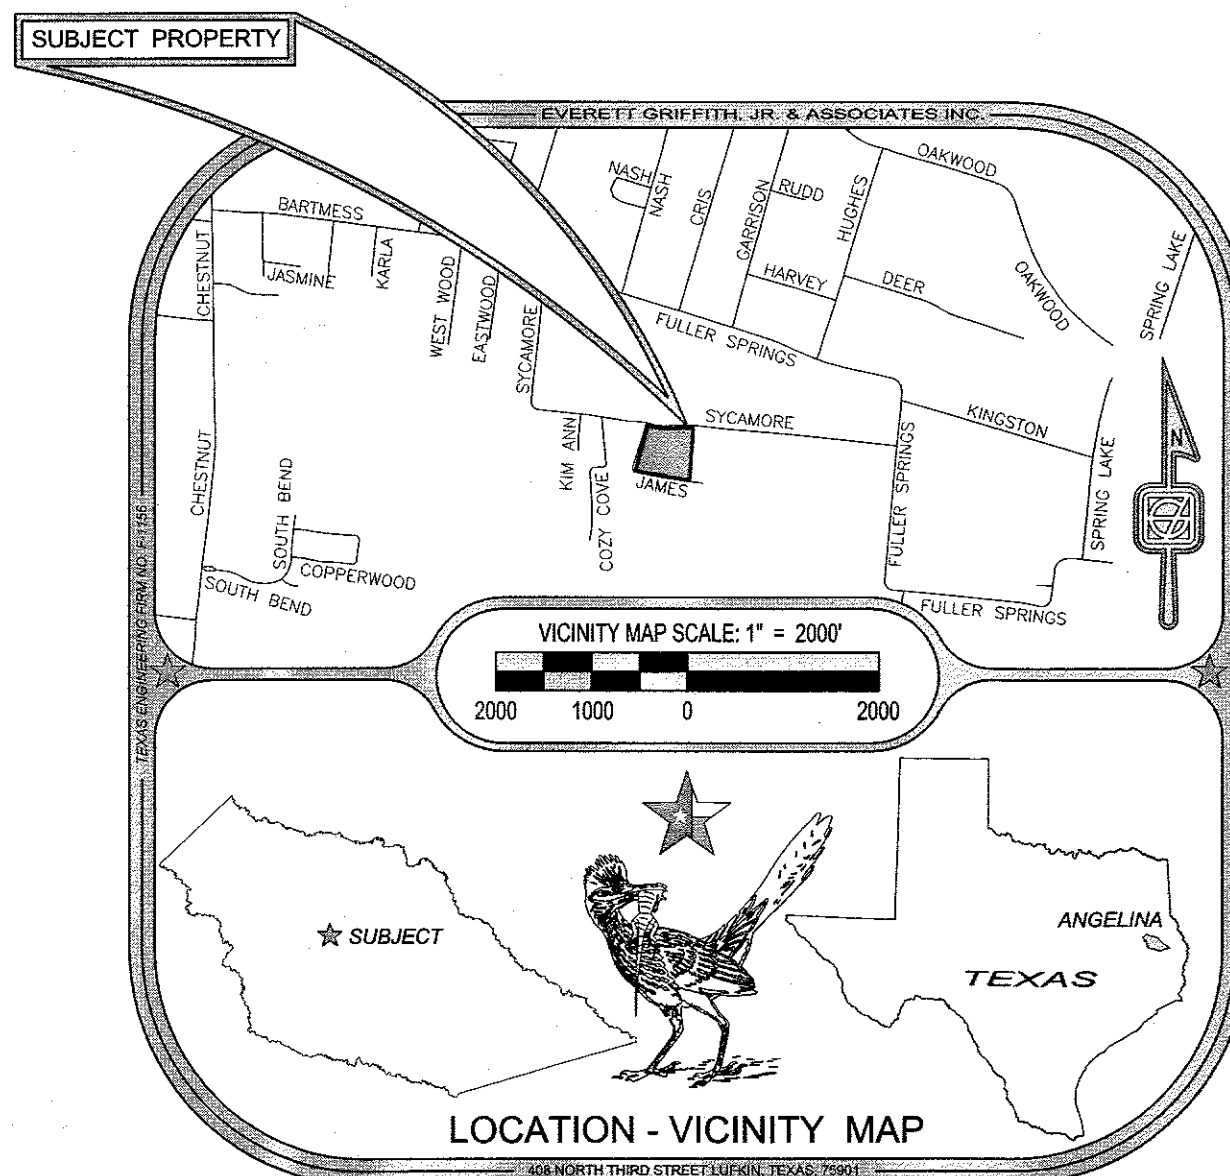 SUBJECT PROPERTY
EVERETT GRIFFITH, JR. & ASSOCIATES INC.
OAKWOOD
NASH
NASH
CRIS
GARRISON
RUDD
HUGHES
BARTMESS
CHESTNUT
JASMINE
KARLA
WEST WOOD
EASTWOOD
SYCAMORE
HARVEY
DEER
OAKWOOD
SPRING LAKE
FULLER SPRINGS
SYCAMORE
KINGSTON
N
CHESTNUT
SOUTH BEND
KIM ANN
COZY COVE
JAMES
FULLER SPRINGS
SPRING LAKE
COPPERWOOD
SOUTH BEND
FULLER SPRINGS
TEXAS ENGINEERING FIRM NO. F-1156
VICINITY MAP SCALE: 1" = 2000'
2000 1000 0 2000
SUBJECT
ANGELINA
TEXAS
LOCATION - VICINITY MAP
408 NORTH THIRD STREET LUFKIN, TEXAS, 75901